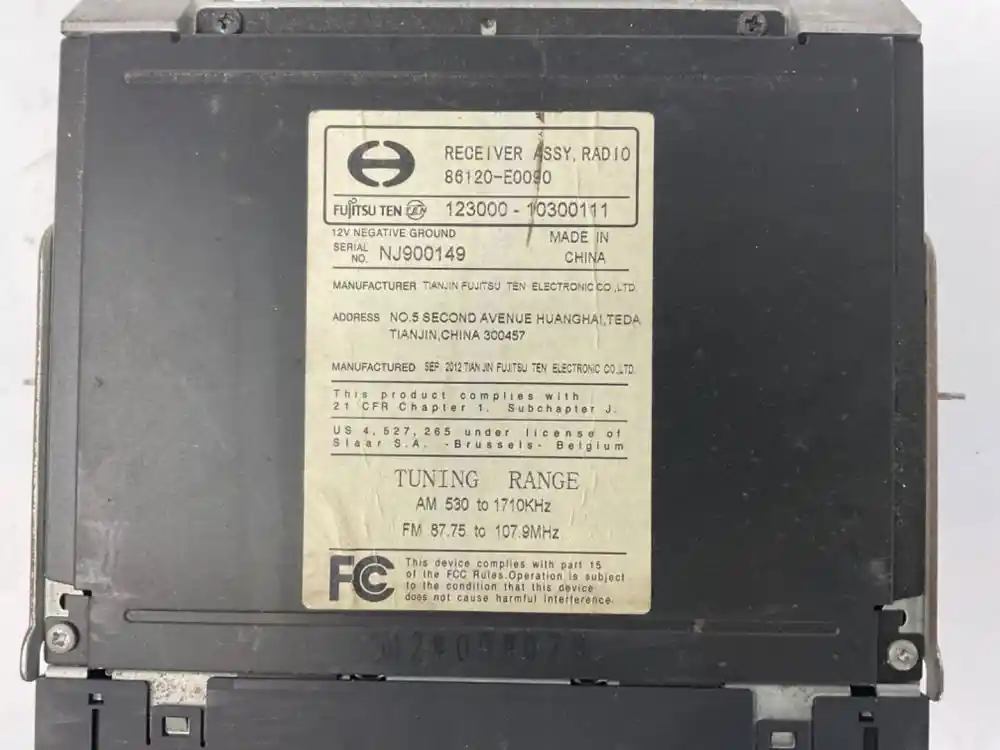 RECEIVER ASSY, RADIO
86120-E0090
FUJITSU TEN TEN 123000 - 10300111
12V NEGATIVE GROUND
MADE IN CHINA
SERIAL NO. NJ900149
MANUFACTURER TIANJIN FUJITSU TEN ELECTRONIC CO.,LTD.
ADDRESS NO.5 SECOND AVENUE HUANGHAI,TEDA
TIANJIN,CHINA 300457
MANUFACTURED SEP. 2012 TIANJIN FUJITSU TEN ELECTRONIC CO.,LTD.
This product complies with
21 CFR Chapter 1. Subchapter J.
US 4,527,265 under license of
Staar S.A. -Brussels- Belgium
TUNING RANGE
AM 530 to 1710KHz
FM 87.75 to 107.9MHz
FC This device complies with part 15
of the FCC Rules.Operation is subject
to the condition that this device
does not cause harmful interference.